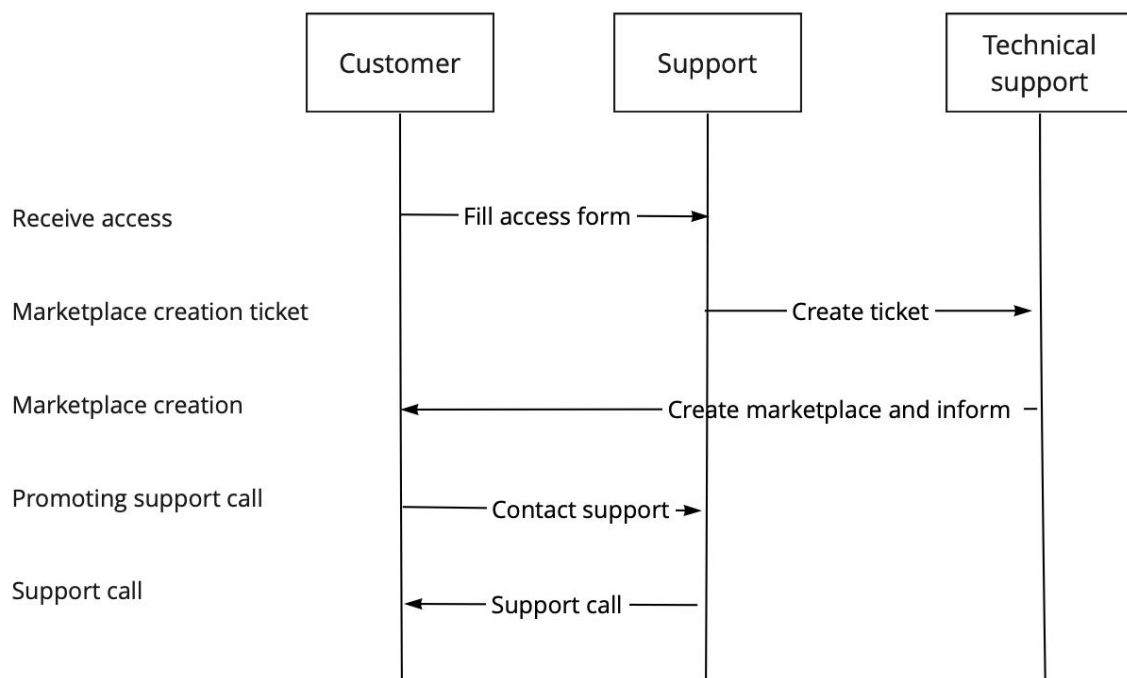 Customer
Support
Technical
support
Receive access
Fill access form
Marketplace creation ticket
Create ticket
Marketplace creation
Create marketplace and inform
Promoting support call
Contact support
Support call
Support call